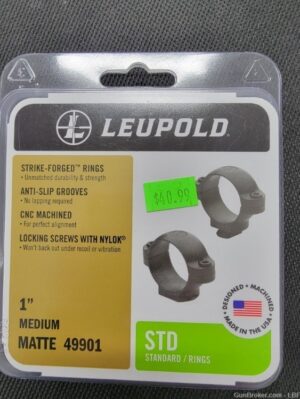 LEUPOLD
STRIKE-FORGED™ RINGS
• Unmatched durability & strength
ANTI-SLIP GROOVES
• No lapping required
CNC MACHINED
• For perfect alignment
LOCKING SCREWS WITH NYLOK®
• Won't back out under recoil or vibration
$40.99
1"
MEDIUM
MATTE 49901
STD
STANDARD / RINGS
DESIGNED • MACHINED
MADE IN THE USA
GunBroker.com